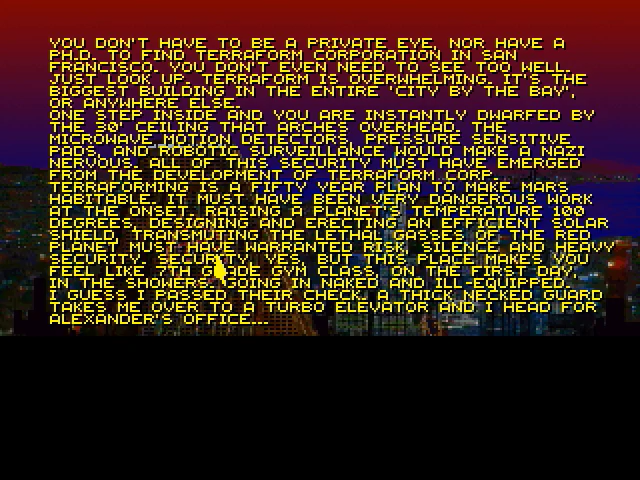 YOU DON'T HAVE TO BE A PRIVATE EYE, NOR HAVE A
PH.D. TO FIND TERRAFORM CORPORATION IN SAN
FRANCISCO. YOU DON'T EVEN NEED TO SEE TOO WELL.
JUST LOOK UP. TERRAFORM IS OVERWHELMING. IT'S THE
BIGGEST BUILDING IN THE ENTIRE 'CITY BY THE BAY',
OR ANYWHERE ELSE.
ONE STEP INSIDE AND YOU ARE INSTANTLY DWARFED BY
THE 30' CEILING THAT ARCHES OVERHEAD. THE
MICROWAVE MOTION DETECTORS, PRESSURE SENSITIVE
PADS, AND ROBOTIC SURVEILLANCE WOULD MAKE A NAZI
NERVOUS. ALL OF THIS SECURITY MUST HAVE EMERGED
FROM THE DEVELOPMENT OF TERRAFORM CORP.
TERRAFORMING IS A FIFTY YEAR PLAN TO MAKE MARS
HABITABLE. IT MUST HAVE BEEN VERY DANGEROUS WORK
AT THE ONSET, RAISING A PLANET'S TEMPERATURE 100
DEGREES, DESIGNING AND ERECTING AN EFFICIENT SOLAR
SHIELD, TRANSMUTING THE LETHAL GASES OF THE RED
PLANET MUST HAVE WARRANTED RISK, SILENCE AND HEAVY
SECURITY. SECURITY, YES, BUT THIS PLACE MAKES YOU
FEEL LIKE 7TH GRADE GYM CLASS, ON THE FIRST DAY,
IN THE SHOWERS, GOING IN NAKED AND ILL-EQUIPPED.
I GUESS I PASSED THEIR CHECK. A THICK NECKED GUARD
TAKES ME OVER TO A TURBO ELEVATOR AND I HEAD FOR
ALEXANDER'S OFFICE...